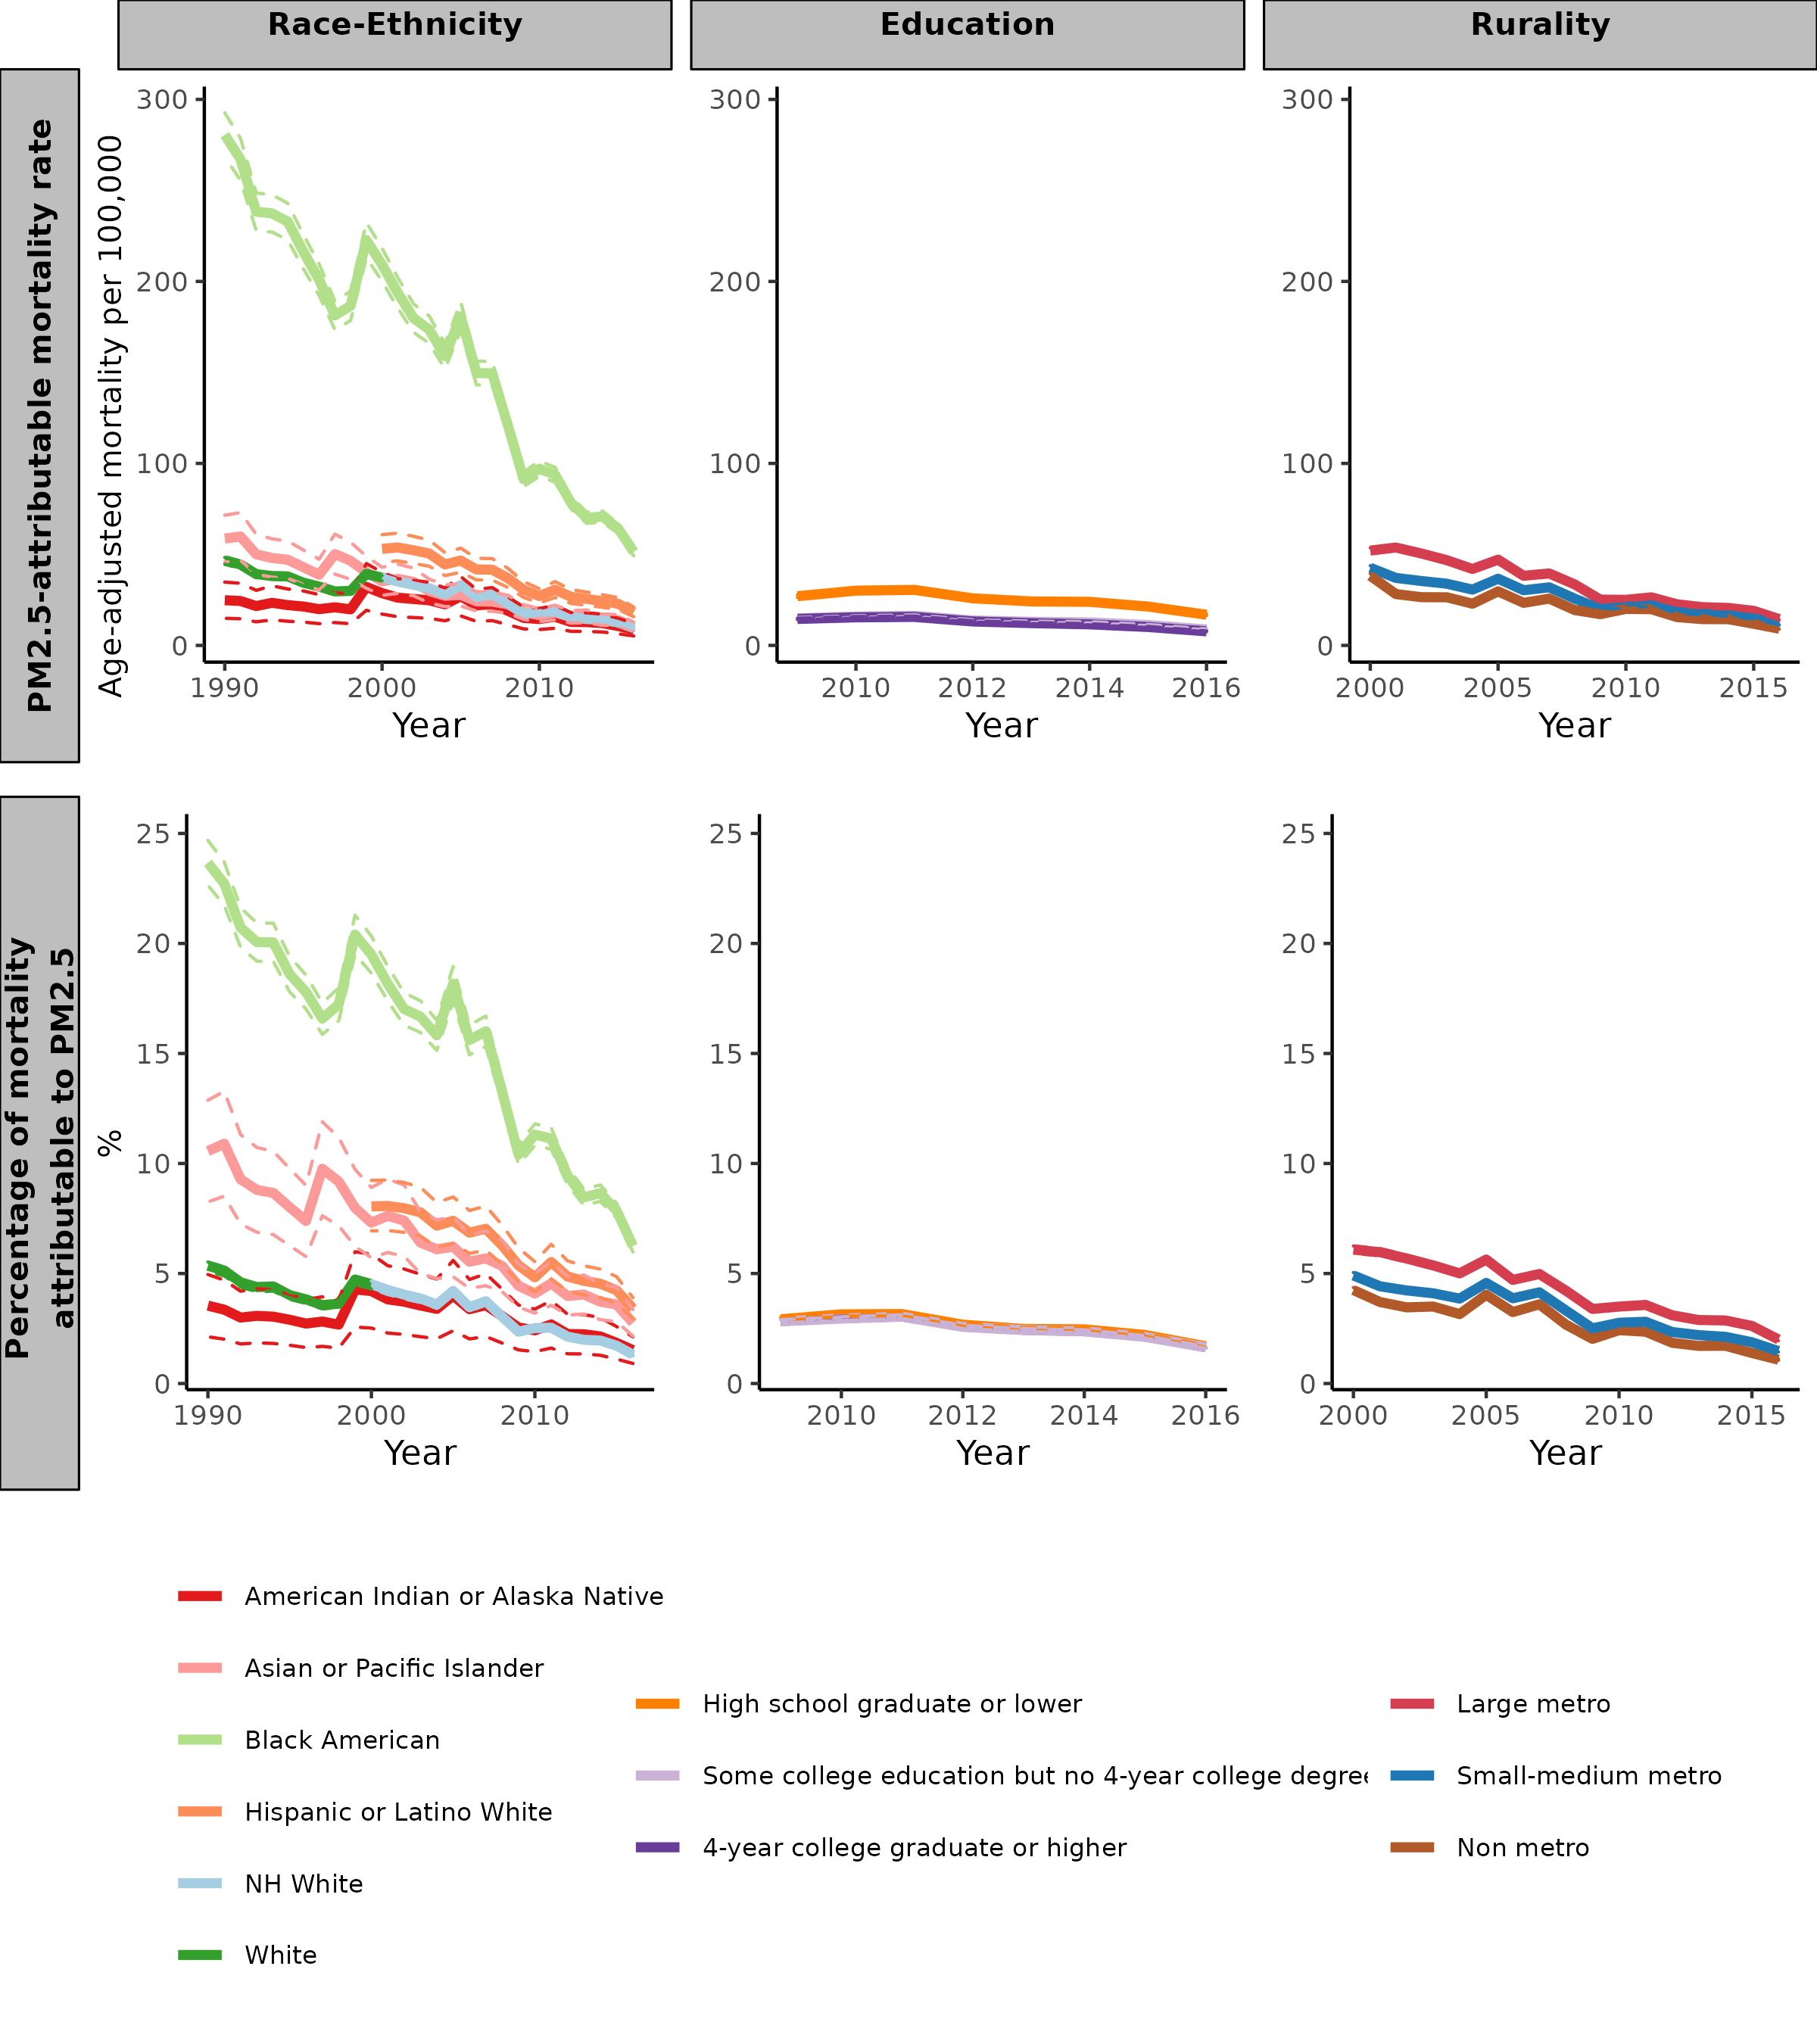 Race-Ethnicity
Education
Rurality
PM2.5-attributable mortality rate
Age-adjusted mortality per 100,000
300
200
100
0
1990
2000
2010
Year
300
200
100
0
2010
2012
2014
2016
Year
300
200
100
0
2000
2005
2010
2015
Year
Percentage of mortality
attributable to PM2.5
%
25
20
15
10
5
0
1990
2000
2010
Year
25
20
15
10
5
0
2010
2012
2014
2016
Year
25
20
15
10
5
0
2000
2005
2010
2015
Year
American Indian or Alaska Native
Asian or Pacific Islander
Black American
Hispanic or Latino White
NH White
White
High school graduate or lower
Some college education but no 4-year college degree
4-year college graduate or higher
Large metro
Small-medium metro
Non metro